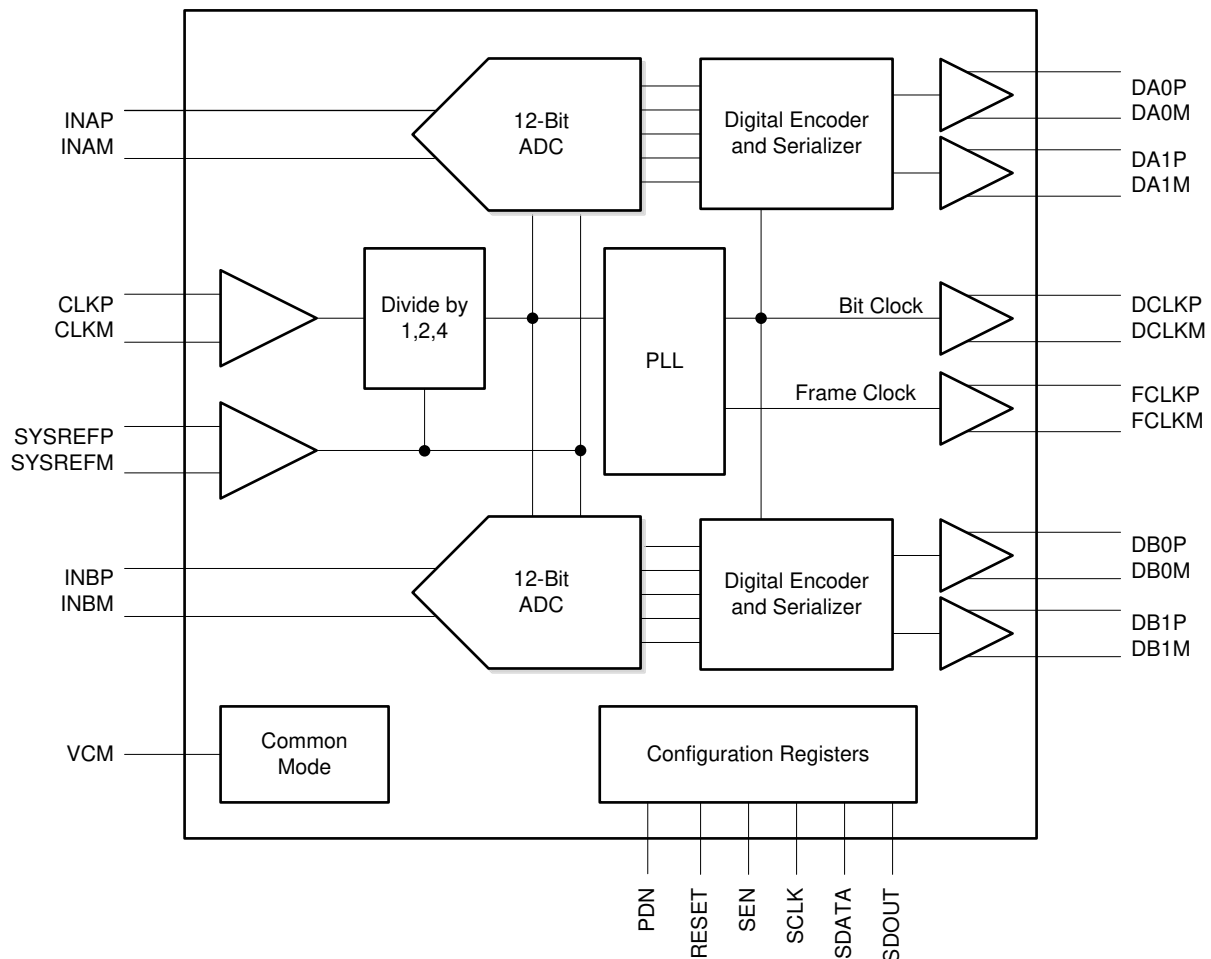 INAP
INAM
12-Bit
ADC
Digital Encoder
and Serializer
DA0P
DA0M
DA1P
DA1M
CLKP
CLKM
Divide by
1,2,4
PLL
Bit Clock
DCLKP
DCLKM
Frame Clock
FCLKP
FCLKM
SYSREFP
SYSREFM
INBP
INBM
12-Bit
ADC
Digital Encoder
and Serializer
DB0P
DB0M
DB1P
DB1M
VCM
Common
Mode
Configuration Registers
PDN
RESET
SEN
SCLK
SDATA
SDOUT